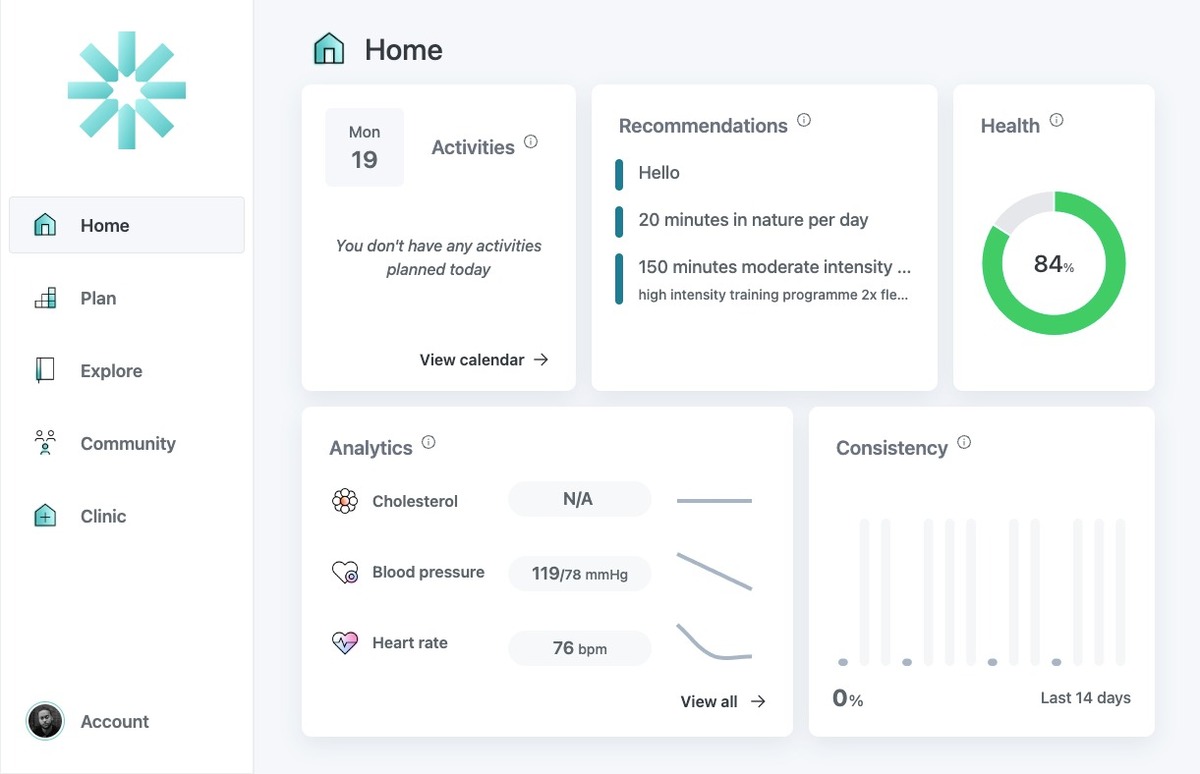 Home
Plan
Explore
Community
Clinic
Account
Home
Mon
19
Activities
You don't have any activities
planned today
View calendar
Recommendations
Hello
20 minutes in nature per day
150 minutes moderate intensity ...
high intensity training programme 2x fle...
Health
84%
Analytics
Cholesterol
N/A
Blood pressure
119/78 mmHg
Heart rate
76 bpm
View all
Consistency
0%
Last 14 days